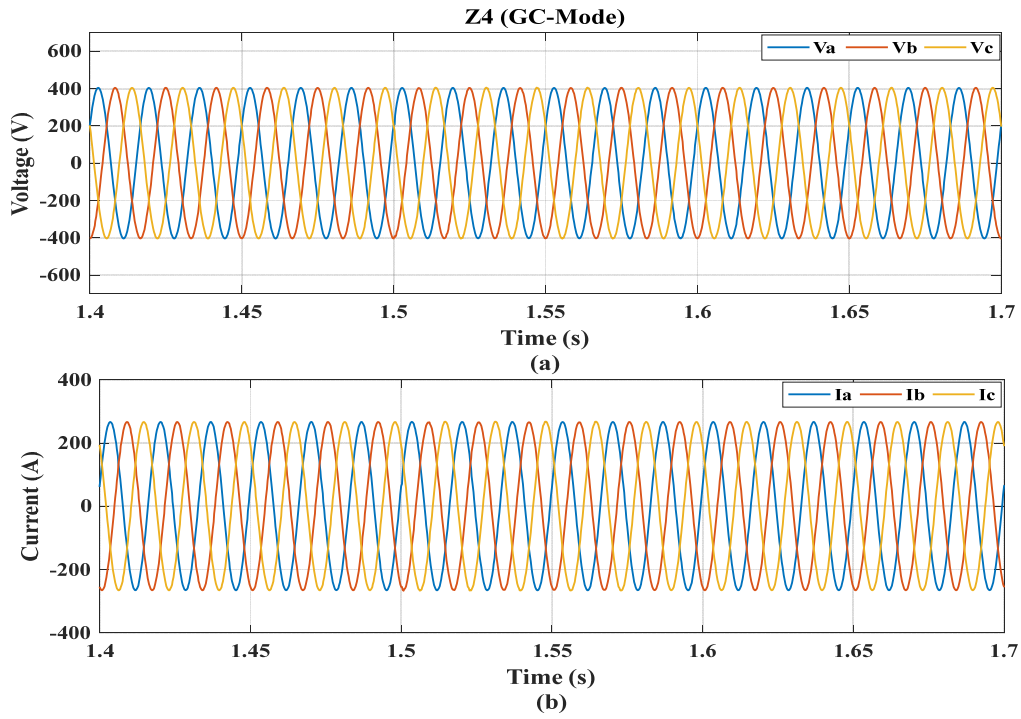 Z4 (GC-Mode)
Va Vb Vc
Voltage (V)
600
400
200
0
-200
-400
-600
1.4 1.45 1.5 1.55 1.6 1.65 1.7
Time (s)
(a)
Ia Ib Ic
Current (A)
400
200
0
-200
-400
1.4 1.45 1.5 1.55 1.6 1.65 1.7
Time (s)
(b)